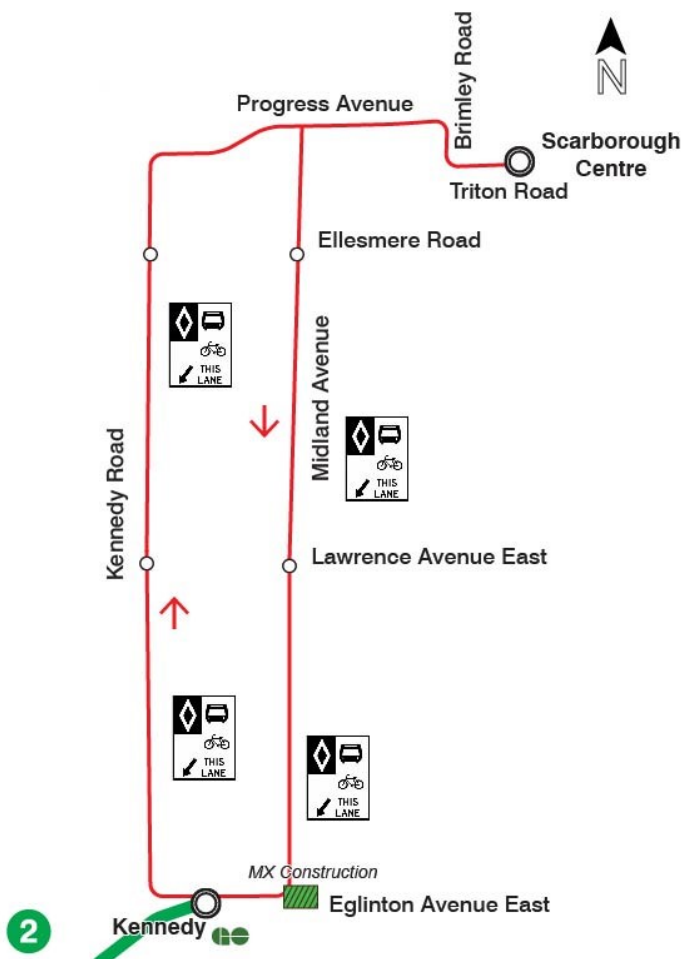 N
Brimley Road
Progress Avenue
Scarborough
Centre
Triton Road
Ellesmere Road
THIS
LANE
Midland Avenue
THIS
LANE
Kennedy Road
Lawrence Avenue East
THIS
LANE
THIS
LANE
MX Construction
Eglinton Avenue East
2
Kennedy
GO